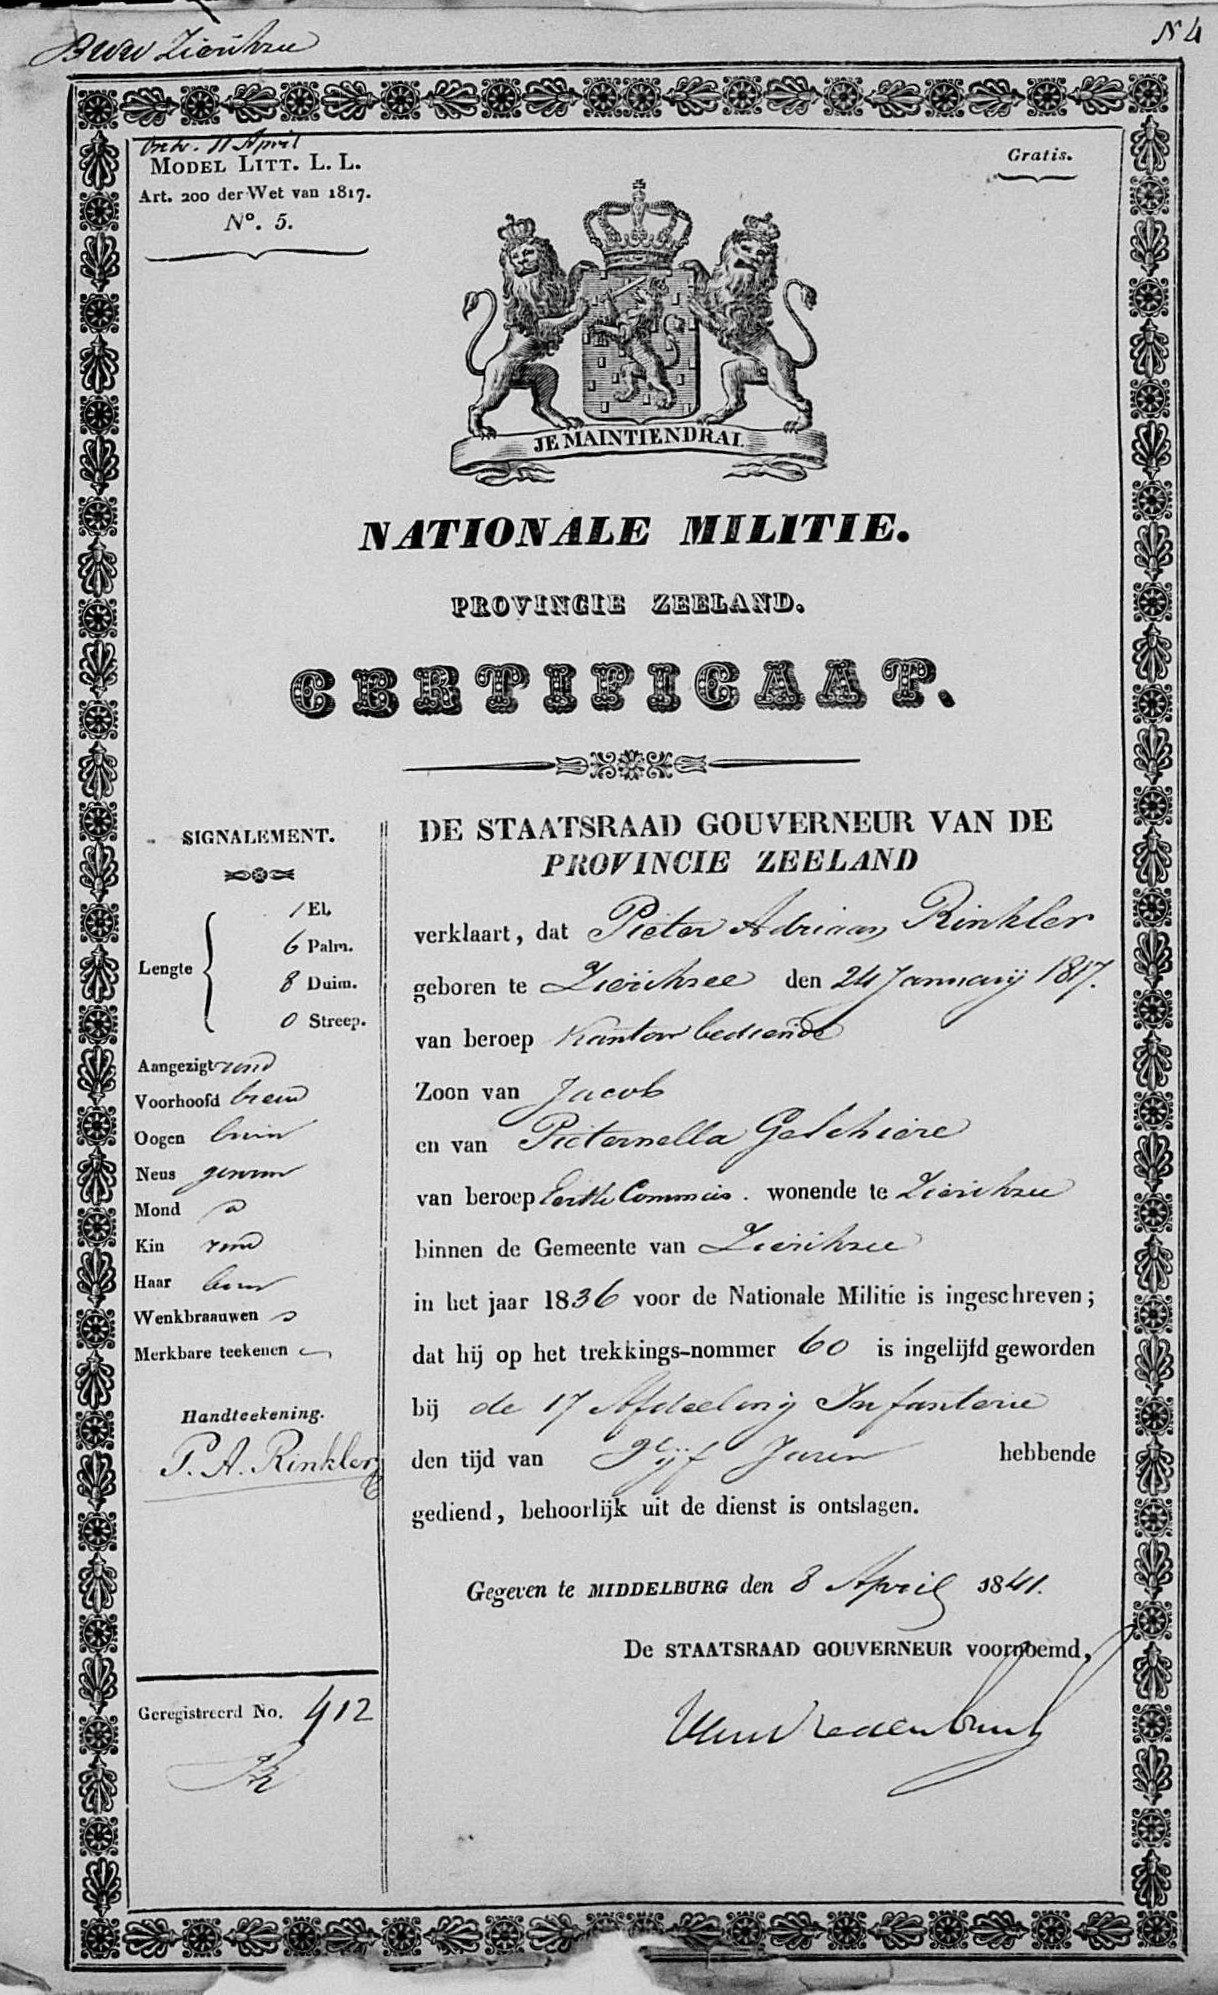 Zierikzee
N 4
11 April
MODEL LITT. L. L.
Art. 200 der Wet van 1817.
Nº. 5.
Gratis.
JE MAINTIENDRAI.
NATIONALE MILITIE.
PROVINCIE ZEELAND.
CERTIFICAAT.
SIGNALEMENT.
Lengte
1 El.
6 Palm.
8 Duim.
0 Streep.
Aangezigt rond
Voorhoofd breed
Oogen bruin
Neus gewoon
Mond
Kin rond
Haar bruin
Wenkbraauwen
Merkbare teekenen
Handteekening.
P. A. Rinkler
Geregistreerd No. 412
DE STAATSRAAD GOUVERNEUR VAN DE
PROVINCIE ZEELAND
verklaart, dat Pieter Adriaan Rinkler
geboren te Zierikzee den 24 January 1817.
van beroep Kantoor bediende
Zoon van Jacob
en van Pieternella Gelchiere
van beroep Eerste Commies. wonende te Zierikzee
binnen de Gemeente van Zierikzee
in het jaar 1836 voor de Nationale Militie is ingeschreven;
dat hij op het trekkings-nommer 60 is ingelijfd geworden
bij de 17 Afdeeling Infanterie
den tijd van Vijf Jaren hebbende
gediend, behoorlijk uit de dienst is ontslagen.
Gegeven te MIDDELBURG den 8 April 1841.
De STAATSRAAD GOUVERNEUR voornoemd,